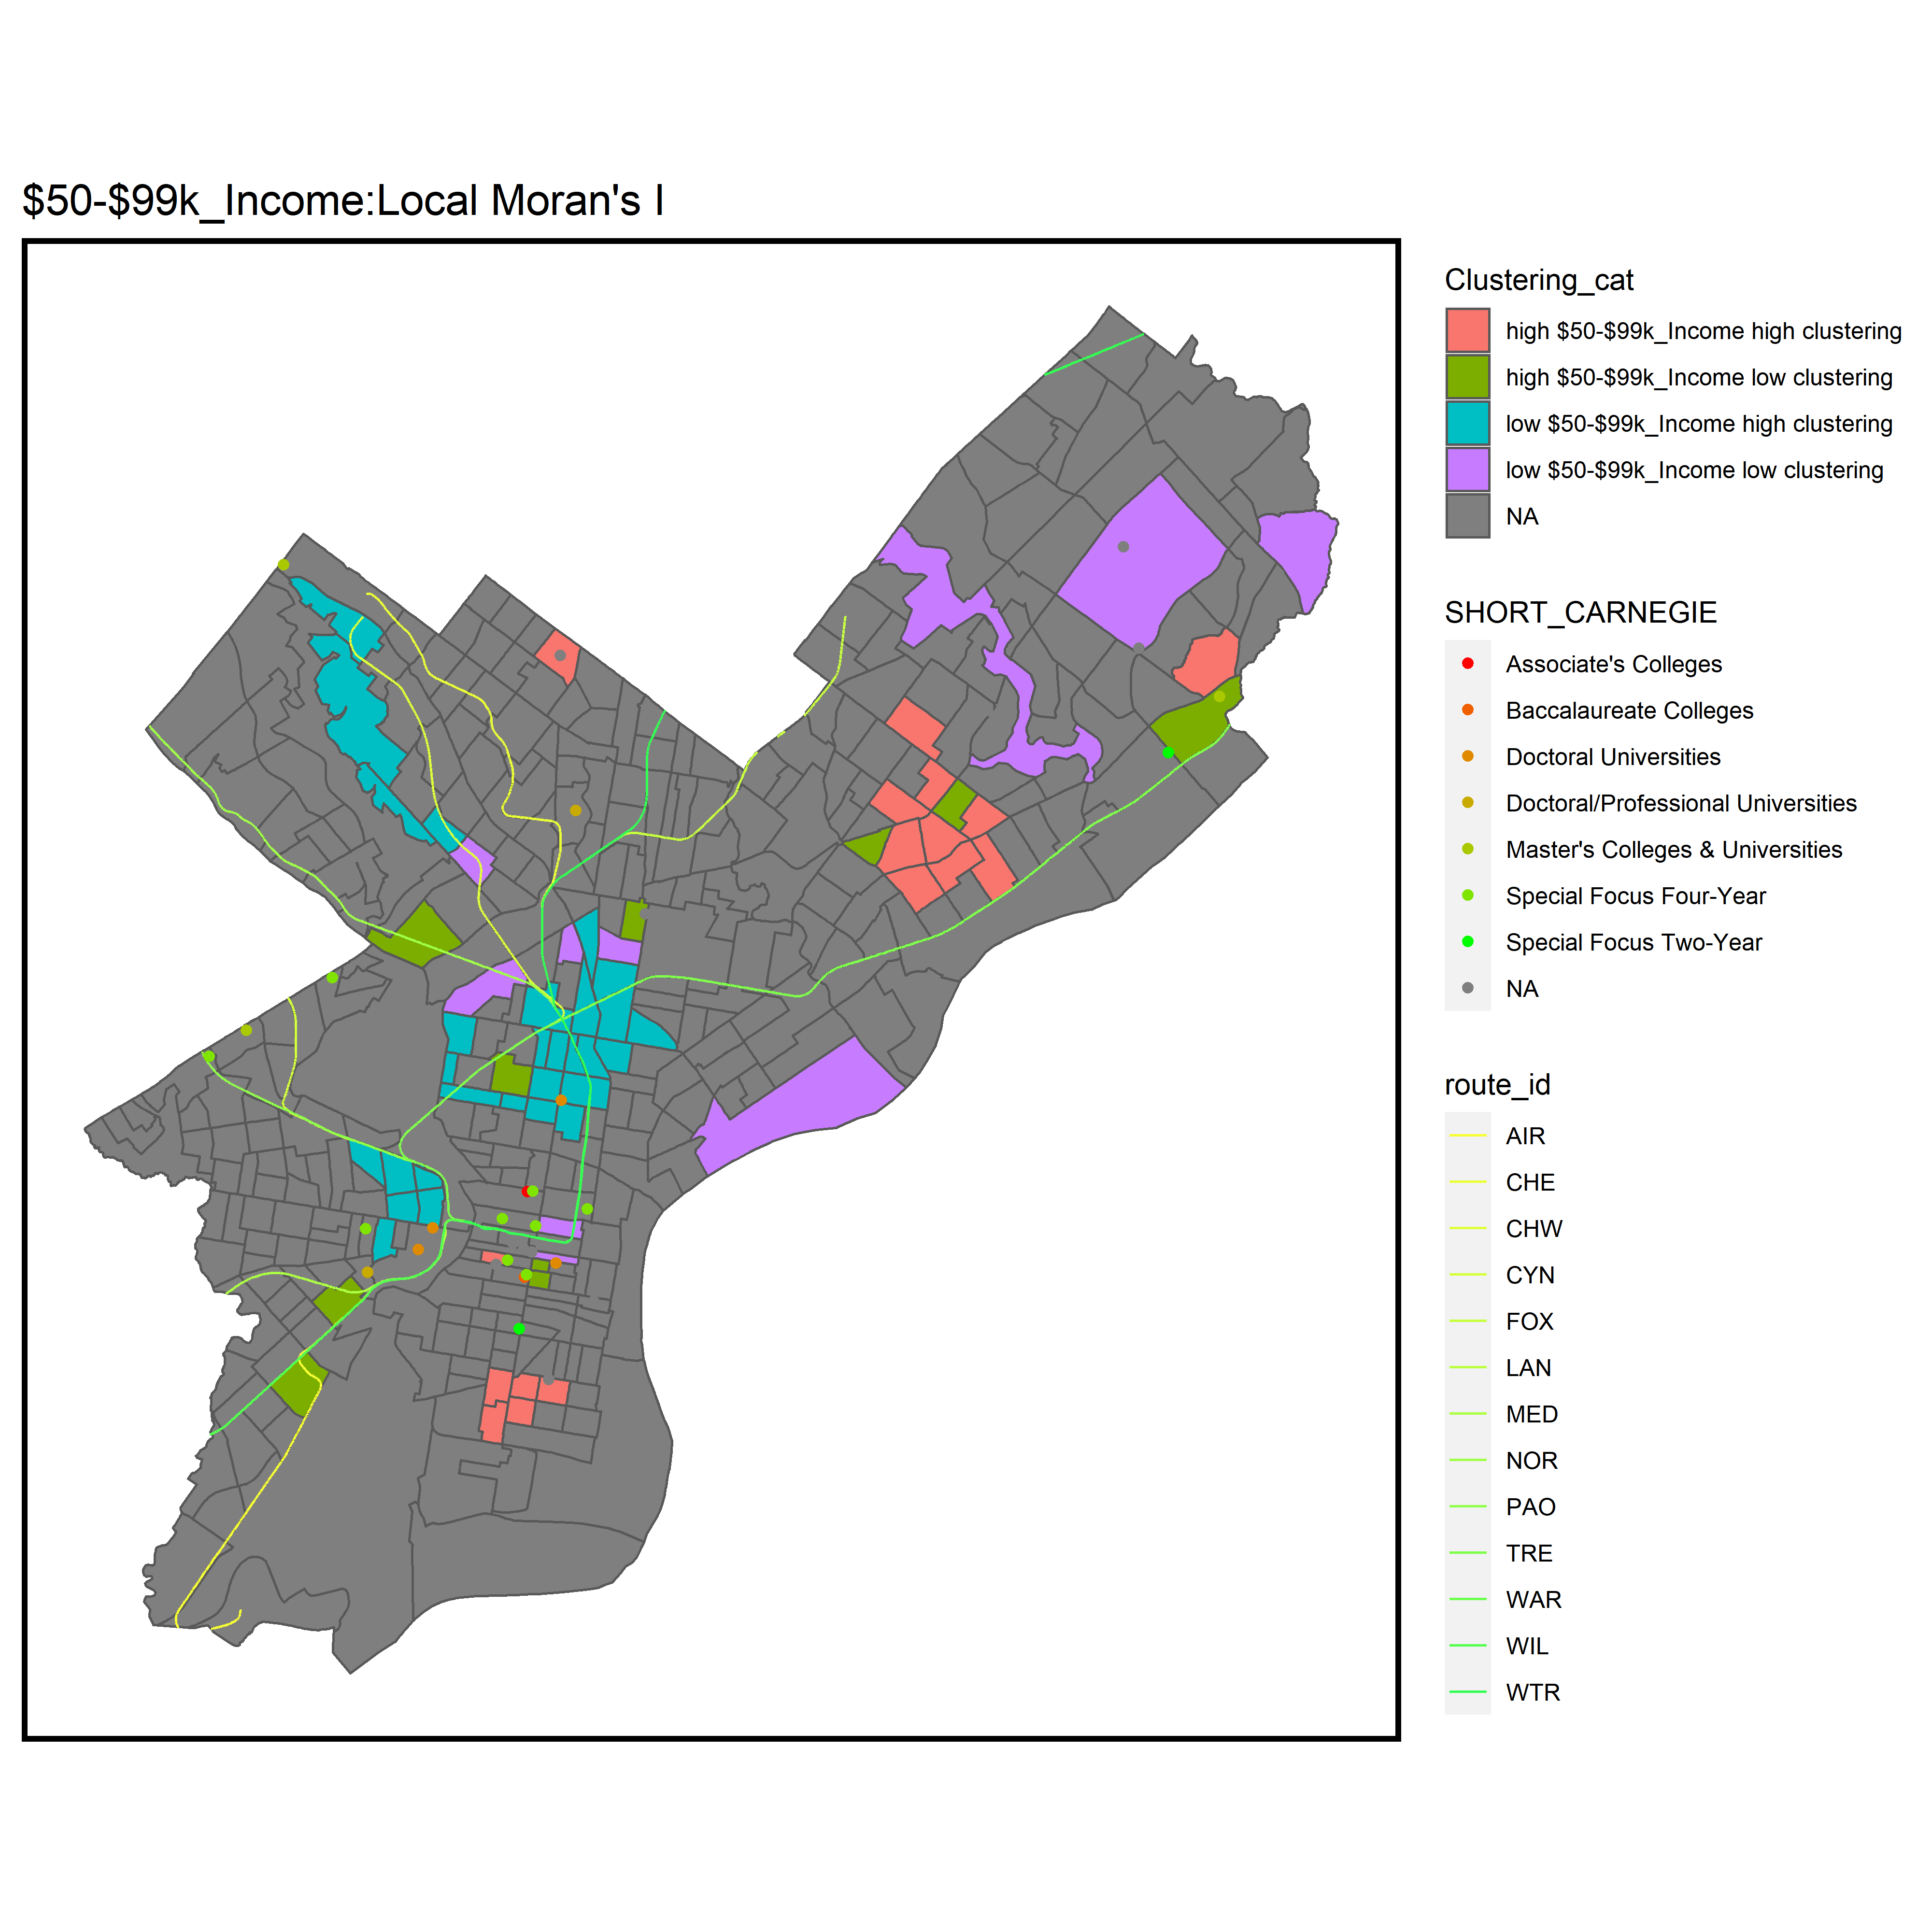 $50-$99k_Income:Local Moran's I
Clustering_cat
high $50-$99k_Income high clustering
high $50-$99k_Income low clustering
low $50-$99k_Income high clustering
low $50-$99k_Income low clustering
NA
SHORT_CARNEGIE
Associate's Colleges
Baccalaureate Colleges
Doctoral Universities
Doctoral/Professional Universities
Master's Colleges & Universities
Special Focus Four-Year
Special Focus Two-Year
NA
route_id
AIR
CHE
CHW
CYN
FOX
LAN
MED
NOR
PAO
TRE
WAR
WIL
WTR